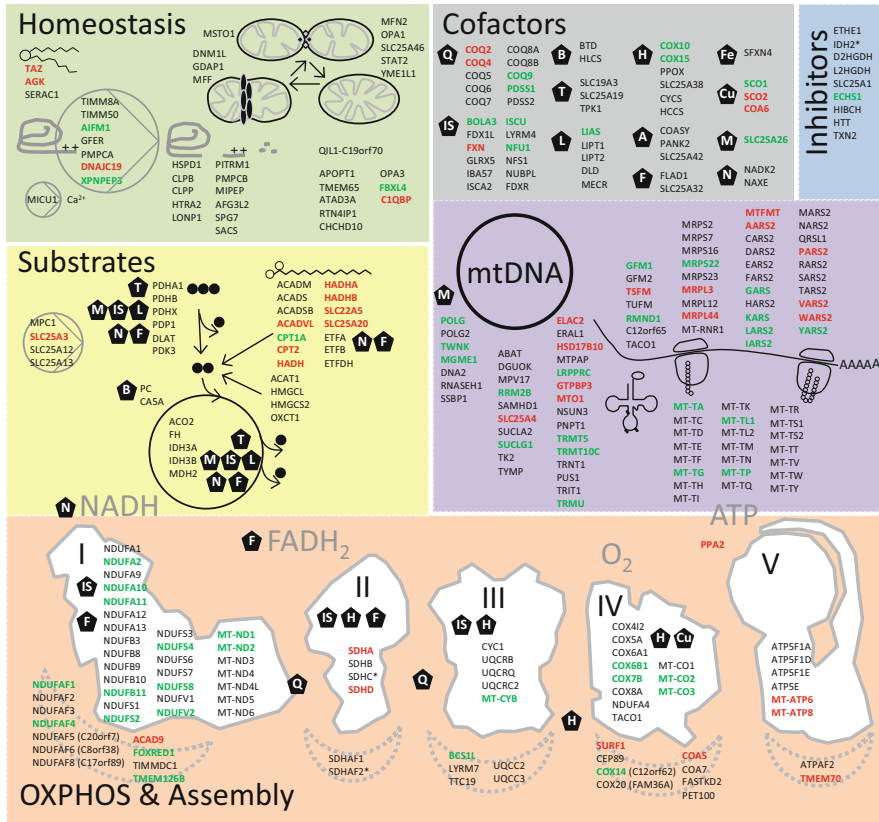 Homeostasis
TAZ
AGK
SERAC1
TIMM8A
TIMM50
AIFM1
GFER
PMPCA
DNAJC19
XPNPEP3
++
MICU1
Ca2+
MSTO1
DNM1L
GDAP1
MFF
MFN2
OPA1
SLC25A46
STAT2
YME1L1
++
HSPD1
CLPB
CLPP
HTRA2
LONP1
PITRM1
PMPCB
MIPEP
AFG3L2
SPG7
SACS
QIL1-C19orf70
APOPT1
TMEM65
ATAD3A
RTN4IP1
CHCHD10
OPA3
FBXL4
C1QBP
Cofactors
Q
COQ2
COQ4
COQ5
COQ6
COQ7
COQ8A
COQ8B
COQ9
PDSS1
PDSS2
IS
BOLA3
FDX1L
FXN
GLRX5
IBA57
ISCA2
ISCU
LYRM4
NFU1
NFS1
NUBPL
FDXR
B
BTD
HLCS
T
SLC19A3
SLC25A19
TPK1
L
LIAS
LIPT1
LIPT2
DLD
MECR
H
COX10
COX15
PPOX
SLC25A38
CYCS
HCCS
A
COASY
PANK2
SLC25A42
F
FLAD1
SLC25A32
Fe
SFXN4
Cu
SCO1
SCO2
COA6
M
SLC25A26
N
NADK2
NAXE
Inhibitors
ETHE1
IDH2*
D2HGDH
L2HGDH
SLC25A1
ECHS1
HIBCH
HTT
TXN2
Substrates
MPC1
SLC25A3
SLC25A12
SLC25A13
T
M IS L
N F
PDHA1
PDHB
PDHX
PDP1
DLAT
PDK3
B
PC
CA5A
ACADM
ACADS
ACADSB
ACADVL
CPT1A
CPT2
HADH
HADHA
HADHB
SLC22A5
SLC25A20
ETFA
ETFB
ETFDH
N F
ACAT1
HMGCL
HMGCS2
OXCT1
ACO2
FH
IDH3A
IDH3B
MDH2
T
M IS L
N F
mtDNA
M
POLG
POLG2
TWNK
MGME1
DNA2
RNASEH1
SSBP1
ABAT
DGUOK
MPV17
RRM2B
SAMHD1
SLC25A4
SUCLA2
SUCLG1
TK2
TYMP
ELAC2
ERAL1
HSD17B10
MTPAP
LRPPRC
GTPBP3
MTO1
NSUN3
PNPT1
TRMT5
TRMT10C
TRNT1
PUS1
TRIT1
TRMU
GFM1
GFM2
TSFM
TUFM
RMND1
C12orf65
TACO1
MRPS2
MRPS7
MRPS16
MRPS22
MRPS23
MRPL3
MRPL12
MRPL44
MT-RNR1
MTFMT
AARS2
CARS2
DARS2
EARS2
FARS2
GARS
HARS2
KARS
LARS2
IARS2
MARS2
NARS2
QRSL1
PARS2
RARS2
SARS2
TARS2
VARS2
WARS2
YARS2
AAAAA
MT-TA
MT-TC
MT-TD
MT-TE
MT-TF
MT-TG
MT-TH
MT-TI
MT-TK
MT-TL1
MT-TL2
MT-TM
MT-TN
MT-TP
MT-TQ
MT-TR
MT-TS1
MT-TS2
MT-TT
MT-TV
MT-TW
MT-TY
N NADH
F FADH2
O2
ATP
PPA2
I
IS
F
NDUFA1
NDUFA2
NDUFA9
NDUFA10
NDUFA11
NDUFA12
NDUFA13
NDUFB3
NDUFB8
NDUFB9
NDUFB10
NDUFB11
NDUFS1
NDUFS2
NDUFS3
NDUFS4
NDUFS6
NDUFS7
NDUFS8
NDUFV1
NDUFV2
MT-ND1
MT-ND2
MT-ND3
MT-ND4
MT-ND4L
MT-ND5
MT-ND6
NDUFAF1
NDUFAF2
NDUFAF3
NDUFAF4
NDUFAF5 (C20orf7)
NDUFAF6 (C8orf38)
NDUFAF8 (C17orf89)
ACAD9
FOXRED1
TIMMDC1
TMEM126B
Q
II
IS H F
SDHA
SDHB
SDHC*
SDHD
SDHAF1
SDHAF2*
Q
III
IS H
CYC1
UQCRB
UQCRQ
UQCRC2
MT-CYB
BCS1L
LYRM7
TTC19
UQCC2
UQCC3
H
IV
COX4I2
COX5A
COX6A1
COX6B1
COX7B
COX8A
NDUFA4
TACO1
H Cu
MT-CO1
MT-CO2
MT-CO3
SURF1
CEP89
COX14 (C12orf62)
COX20 (FAM36A)
COA5
COA7
FASTKD2
PET100
V
ATP5F1A
ATP5F1D
ATP5F1E
ATP5E
MT-ATP6
MT-ATP8
ATPAF2
TMEM70
OXPHOS & Assembly